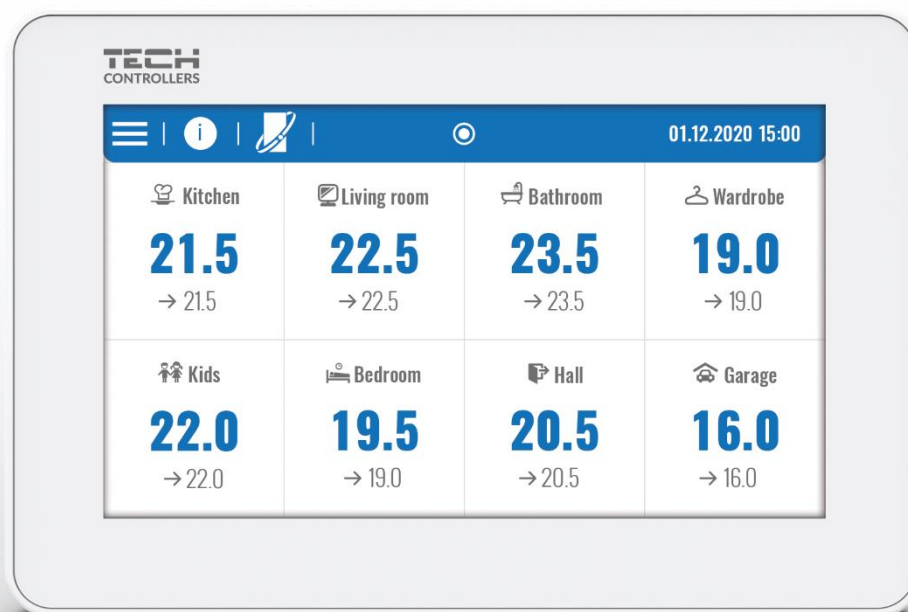 TECH
CONTROLLERS
i
01.12.2020 15:00
Kitchen
21.5
→ 21.5
Living room
22.5
→ 22.5
Bathroom
23.5
→ 23.5
Wardrobe
19.0
→ 19.0
Kids
22.0
→ 22.0
Bedroom
19.5
→ 19.0
Hall
20.5
→ 20.5
Garage
16.0
→ 16.0